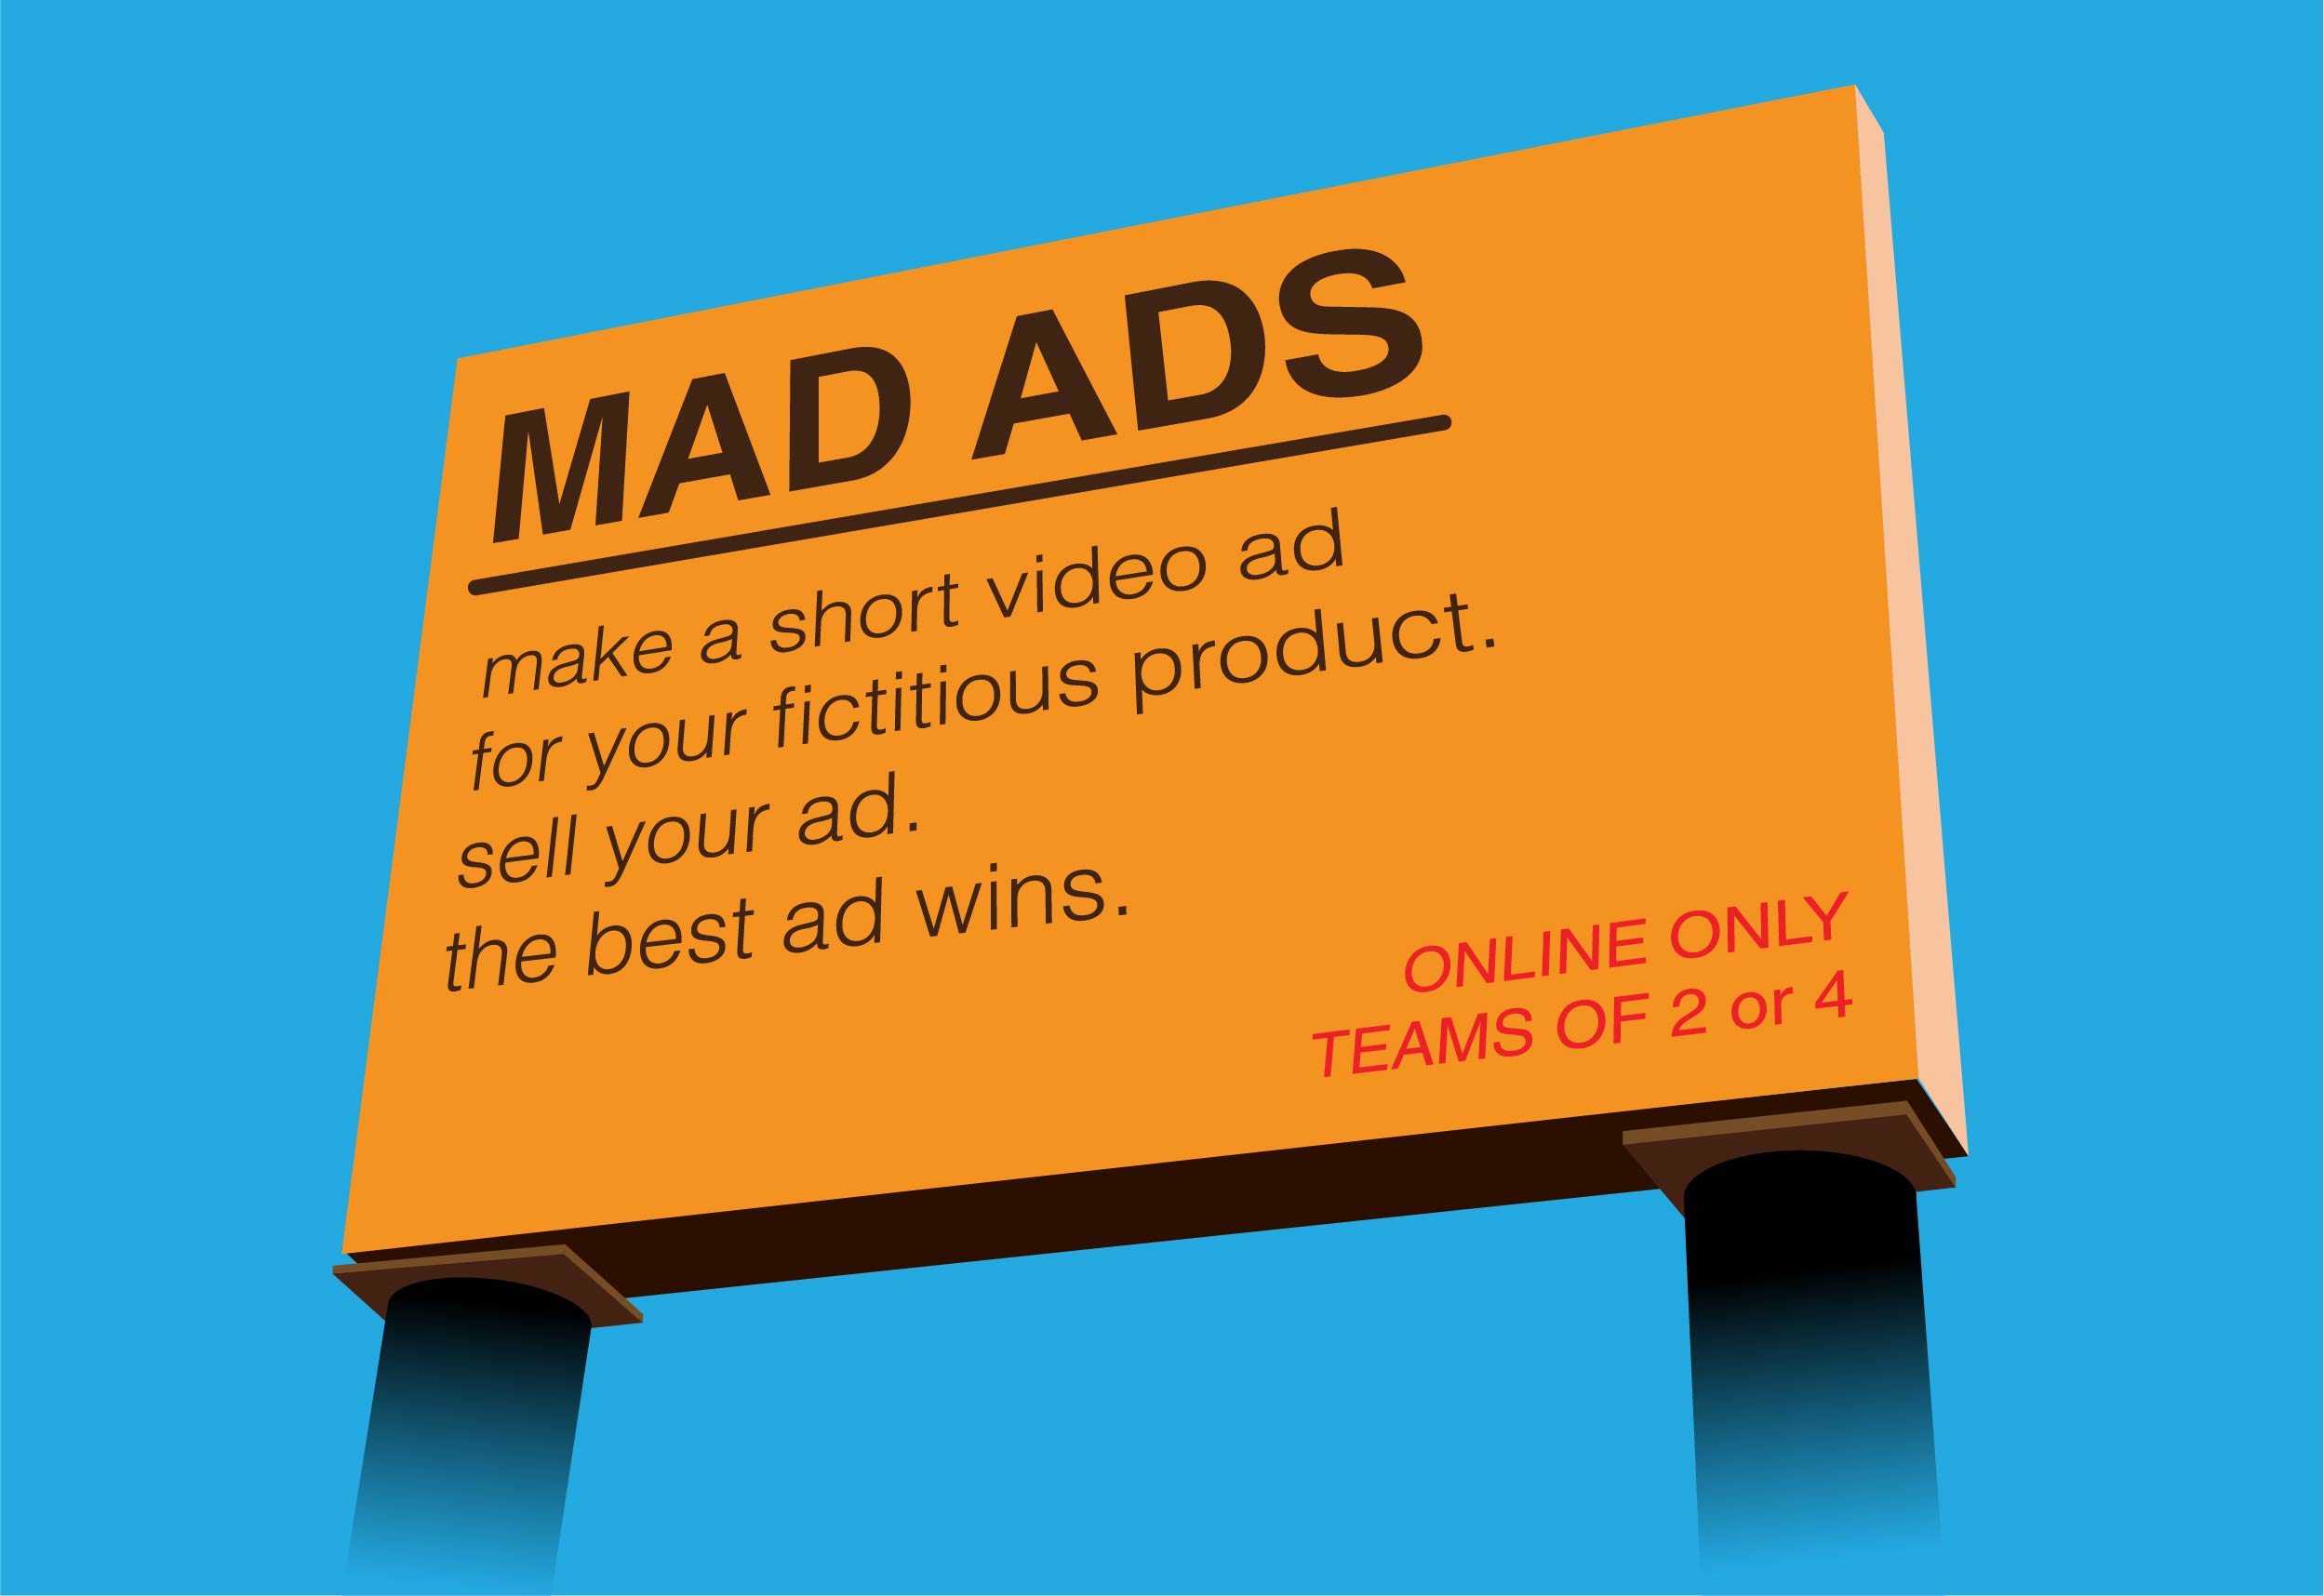 MAD ADS
make a short video ad
for your fictitious product.
sell your ad.
the best ad wins.
ONLINE ONLY
TEAMS OF 2 or 4